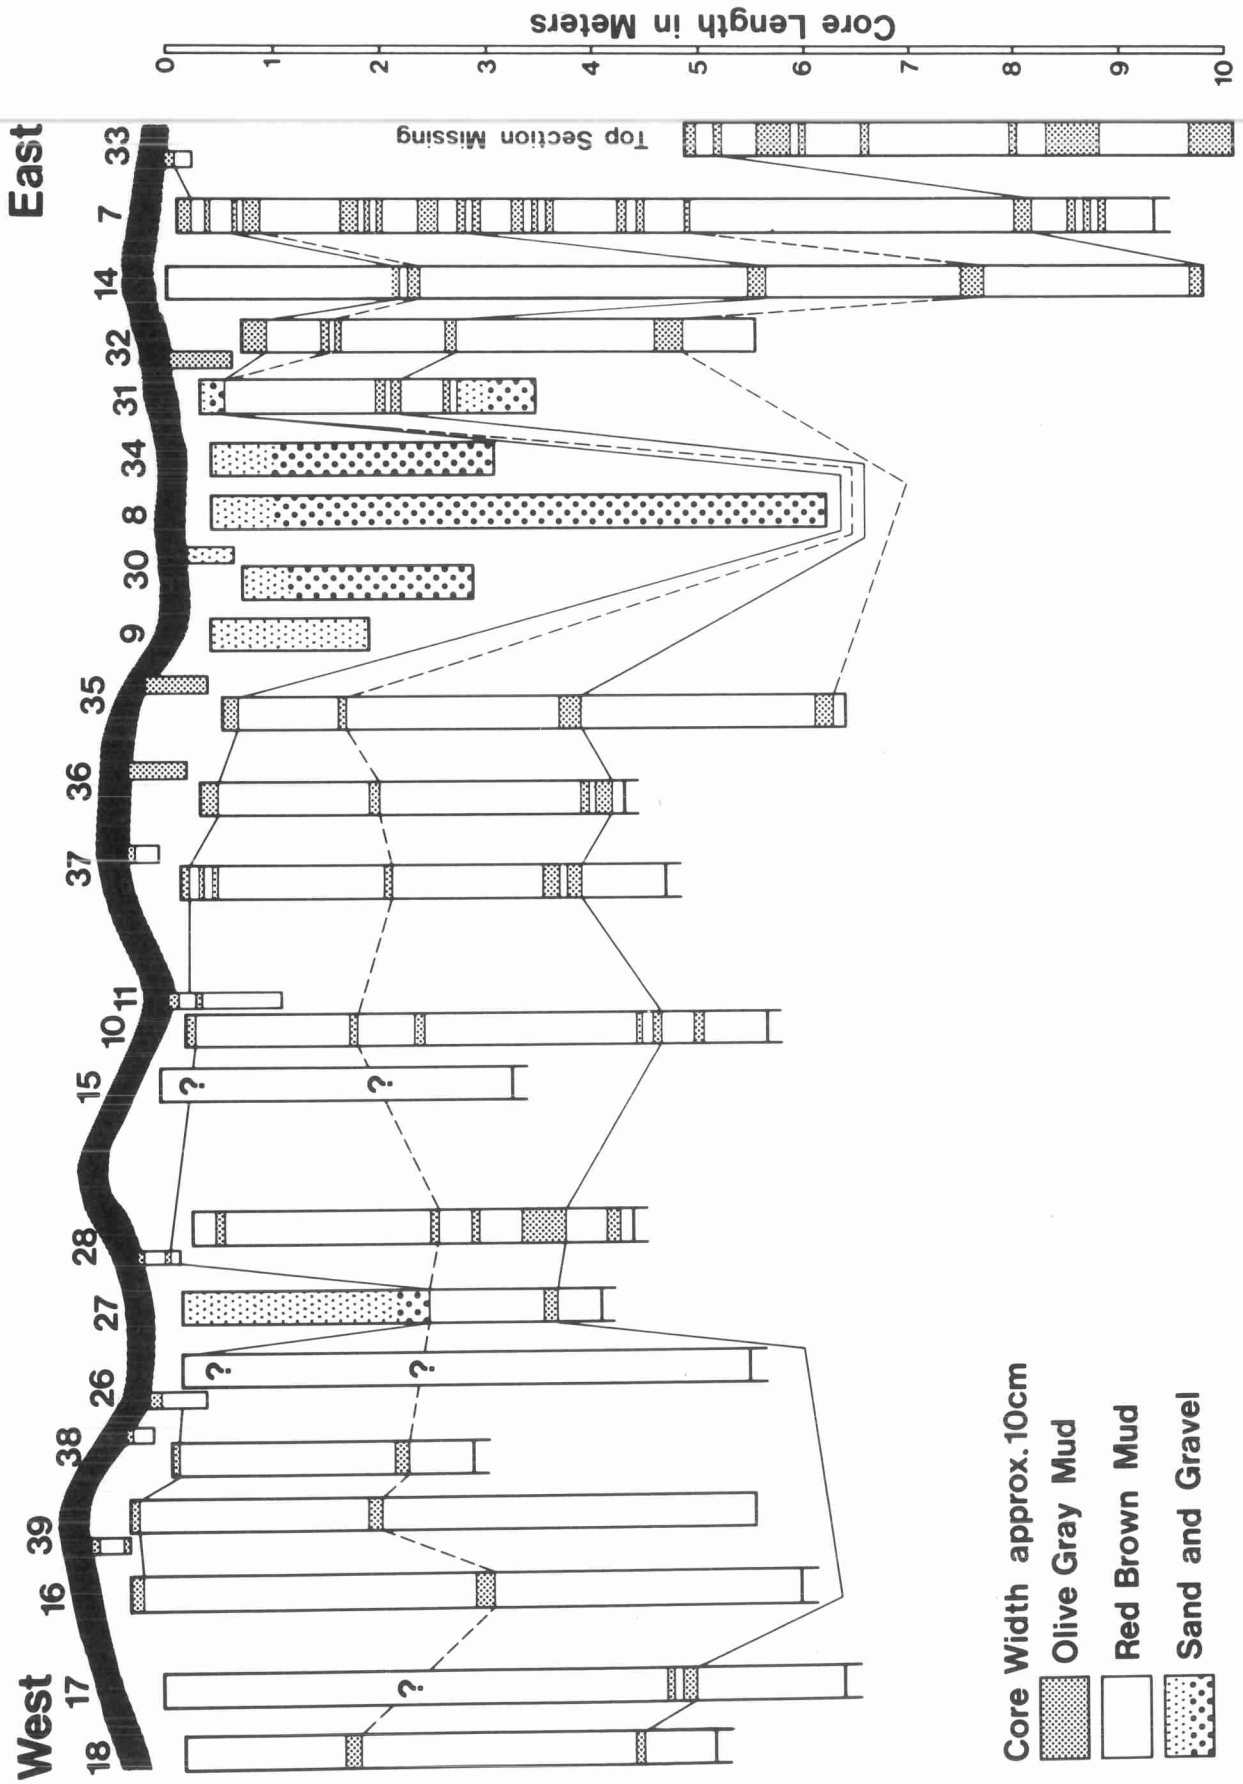 West
East
18 17 16 39 38 26 27 28 15 10 11 37 36 35 9 30 8 34 31 32 14 7 33
? ? ? ? ?
Top Section Missing
0
1
2
3
4
5
6
7
8
9
10
Core Length in Meters
Core Width approx. 10cm
Olive Gray Mud
Red Brown Mud
Sand and Gravel